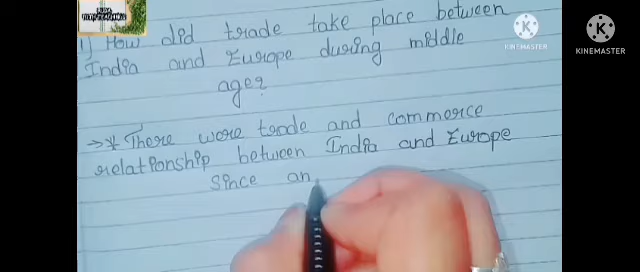 1) How did trade take place between
India and Europe during middle
age?
→* There were trade and commerce
relationship between India and Europe
since an
KINEMASTER
KINEMASTER